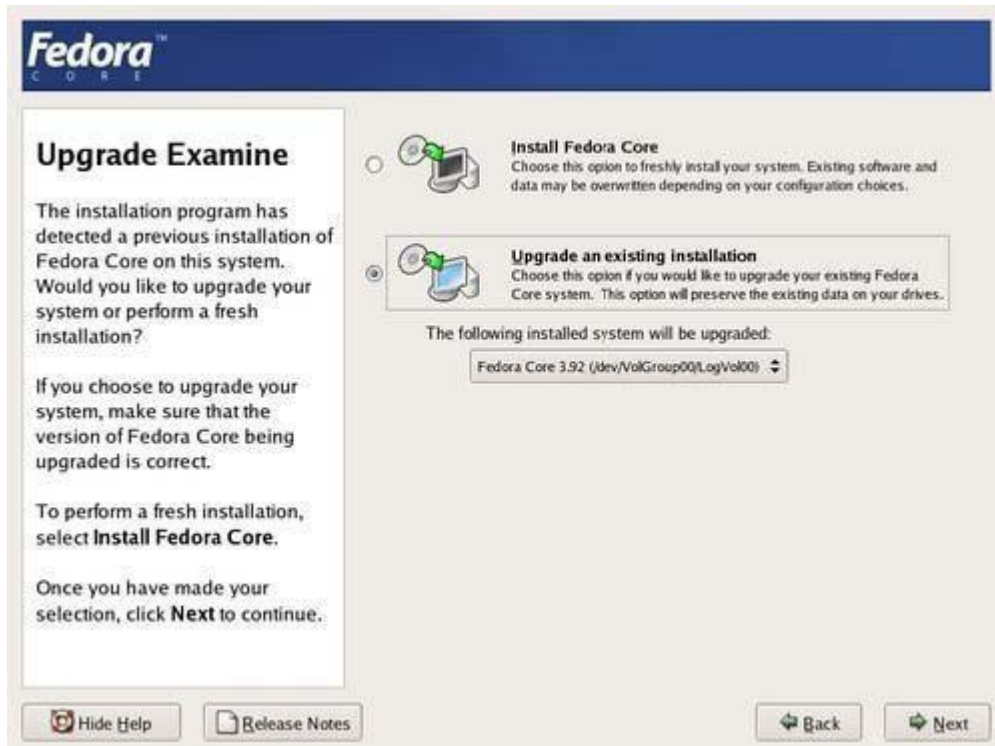 Fedora™
CORE
Upgrade Examine
The installation program has
detected a previous installation of
Fedora Core on this system.
Would you like to upgrade your
system or perform a fresh
installation?
If you choose to upgrade your
system, make sure that the
version of Fedora Core being
upgraded is correct.
To perform a fresh installation,
select Install Fedora Core.
Once you have made your
selection, click Next to continue.
Install Fedora Core
Choose this option to freshly install your system. Existing software and
data may be overwritten depending on your configuration choices.
Upgrade an existing installation
Choose this option if you would like to upgrade your existing Fedora
Core system. This option will preserve the existing data on your drives.
The following installed system will be upgraded:
Fedora Core 3.92 (/dev/VolGroup00/LogVol00)
Hide Help
Release Notes
Back
Next